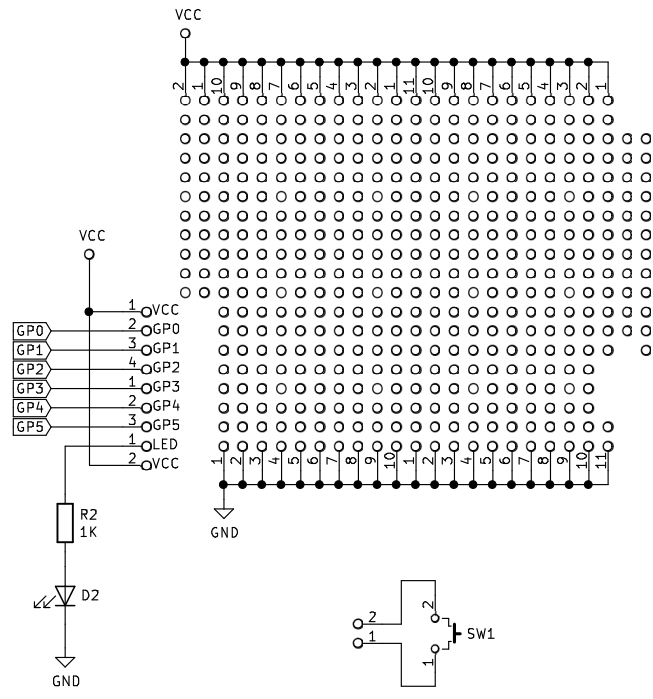 VCC
2 1 10 9 8 7 6 5 4 3 2 1 11 10 9 8 7 6 5 4 3 2 1
VCC
1 VCC
GP0 2 GP0
GP1 3 GP1
GP2 4 GP2
GP3 1 GP3
GP4 2 GP4
GP5 3 GP5
1 LED
2 VCC
1 2 3 4 5 6 7 8 9 10 1 2 3 4 5 6 7 8 9 10 11
GND
R2
1K
D2
GND
2
1
2
1
SW1